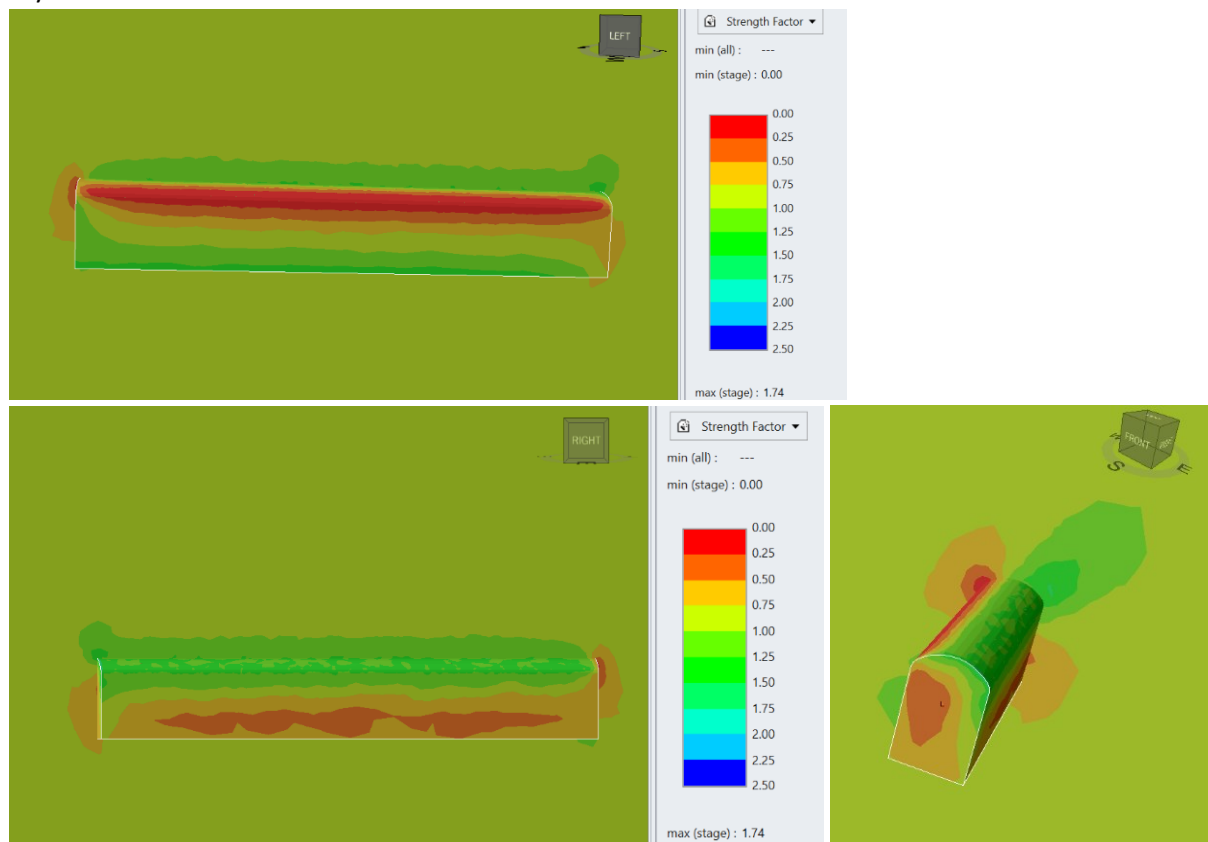 LEFT
Strength Factor
min (all) : ---
min (stage) : 0.00
0.00
0.25
0.50
0.75
1.00
1.25
1.50
1.75
2.00
2.25
2.50
max (stage) : 1.74
RIGHT
Strength Factor
min (all) : ---
min (stage) : 0.00
0.00
0.25
0.50
0.75
1.00
1.25
1.50
1.75
2.00
2.25
2.50
max (stage) : 1.74
FRONT
S
E
L